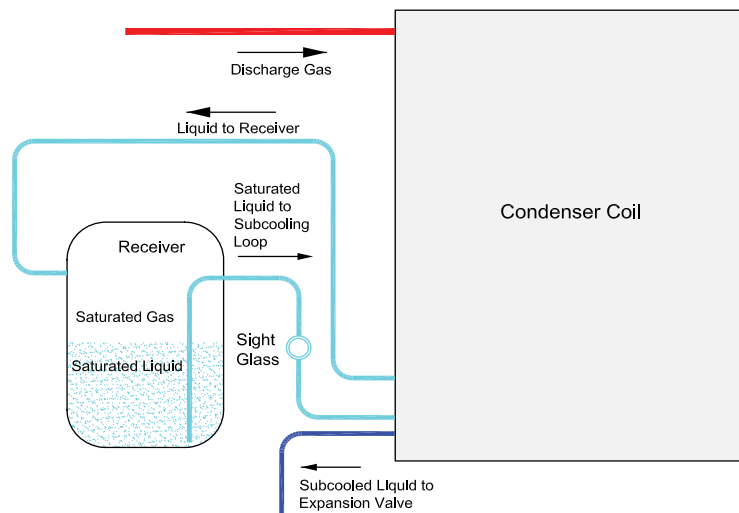 Discharge Gas
Liquid to Receiver
Saturated
Liquid to
Subcooling
Loop
Condenser Coil
Receiver
Saturated Gas
Sight
Glass
Saturated Liquid
Subcooled Liquid to
Expansion Valve